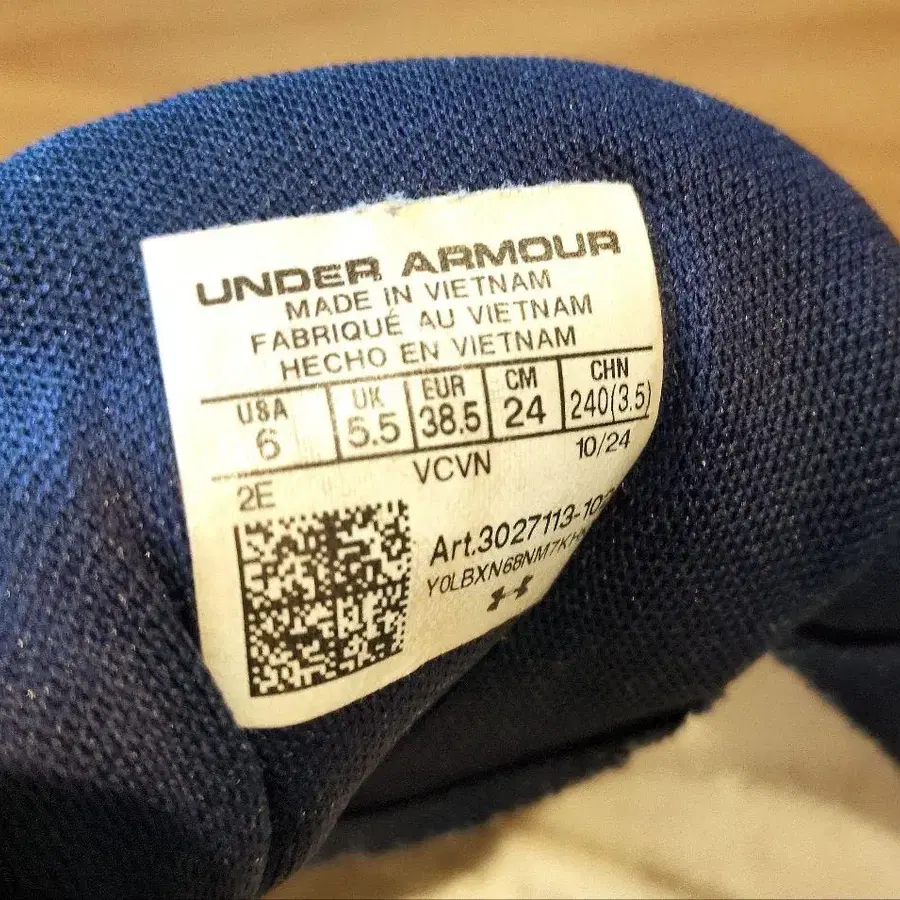 UNDER ARMOUR
MADE IN VIETNAM
FABRIQUÉ AU VIETNAM
HECHO EN VIETNAM
USA UK EUR CM CHN
6 5.5 38.5 24 240(3.5)
2E VCVN 10/24
Art.3027113-10